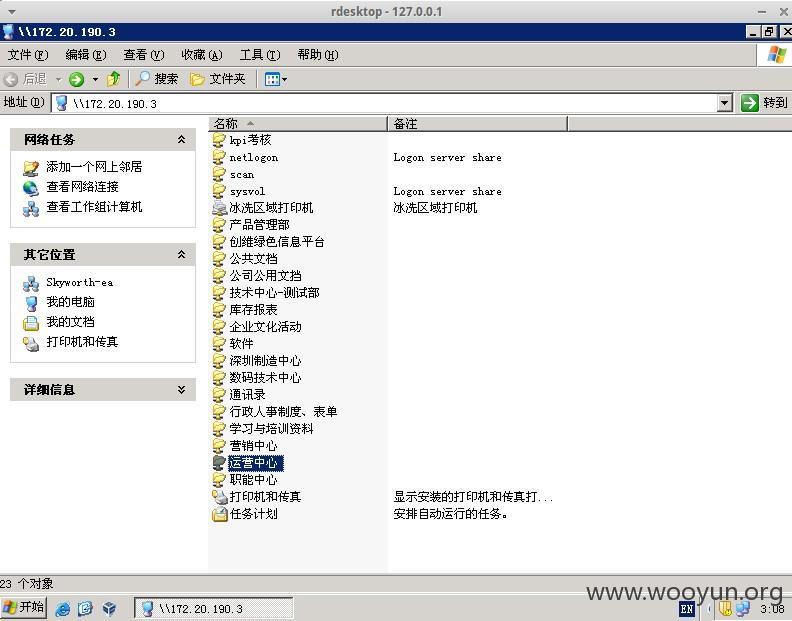 rdesktop - 127.0.0.1
\\172.20.190.3
文件(F) 编辑(E) 查看(V) 收藏(A) 工具(T) 帮助(H)
后退 搜索 文件夹
地址(D) \\172.20.190.3 转到
网络任务
添加一个网上邻居
查看网络连接
查看工作组计算机
其它位置
Skyworth-ea
我的电脑
我的文档
打印机和传真
详细信息
名称 备注
kpi考核
netlogon Logon server share
scan
sysvol Logon server share
冰洗区域打印机 冰洗区域打印机
产品管理部
创维绿色信息平台
公共文档
公司公用文档
技术中心-测试部
库存报表
企业文化活动
软件
深圳制造中心
数码技术中心
通讯录
行政人事制度、表单
学习与培训资料
营销中心
运营中心
职能中心
打印机和传真 显示安装的打印机和传真打...
任务计划 安排自动运行的任务。
23 个对象
www.wooyun.org
开始 \\172.20.190.3 EN 3:08